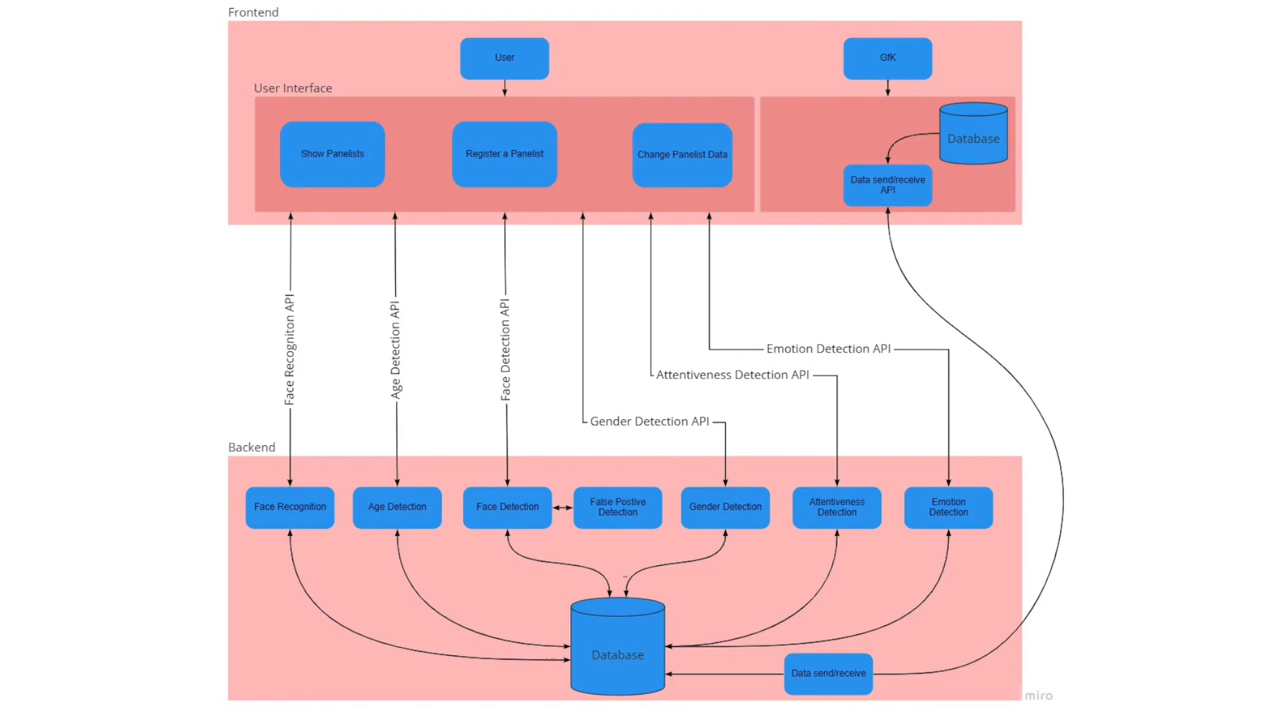 Frontend
User
GfK
User Interface
Database
Show Panelists
Register a Panelist
Change Panelist Data
Data send/receive
API
Face Recogniton API
Age Detection API
Face Detection API
Emotion Detection API
Attentiveness Detection API
Gender Detection API
Backend
Face Recognition
Age Detection
Face Detection
False Postive
Detection
Gender Detection
Attentiveness
Detection
Emotion
Detection
Database
Data send/receive
miro